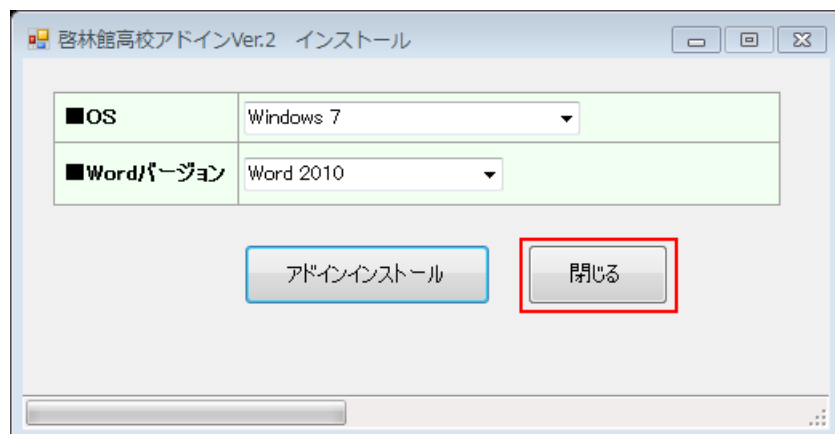 啓林館高校アドインVer.2　インストール
■OS
Windows 7
■Wordバージョン
Word 2010
アドインインストール
閉じる